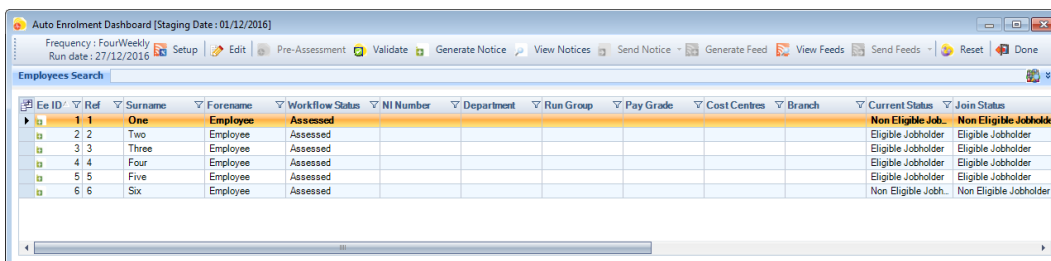 Auto Enrolment Dashboard [Staging Date : 01/12/2016]
Frequency : FourWeekly Setup Edit Pre-Assessment Validate Generate Notice View Notices Send Notice Generate Feed View Feeds Send Feeds Reset Done
Run date : 27/12/2016
Employees Search
Ee ID Ref Surname Forename Workflow Status NI Number Department Run Group Pay Grade Cost Centres Branch Current Status Join Status
1 1 One Employee Assessed Non Eligible Job... Non Eligible Jobholde
2 2 Two Employee Assessed Eligible Jobholder Eligible Jobholder
3 3 Three Employee Assessed Eligible Jobholder Eligible Jobholder
4 4 Four Employee Assessed Eligible Jobholder Eligible Jobholder
5 5 Five Employee Assessed Eligible Jobholder Eligible Jobholder
6 6 Six Employee Assessed Non Eligible Jobh... Non Eligible Jobholder